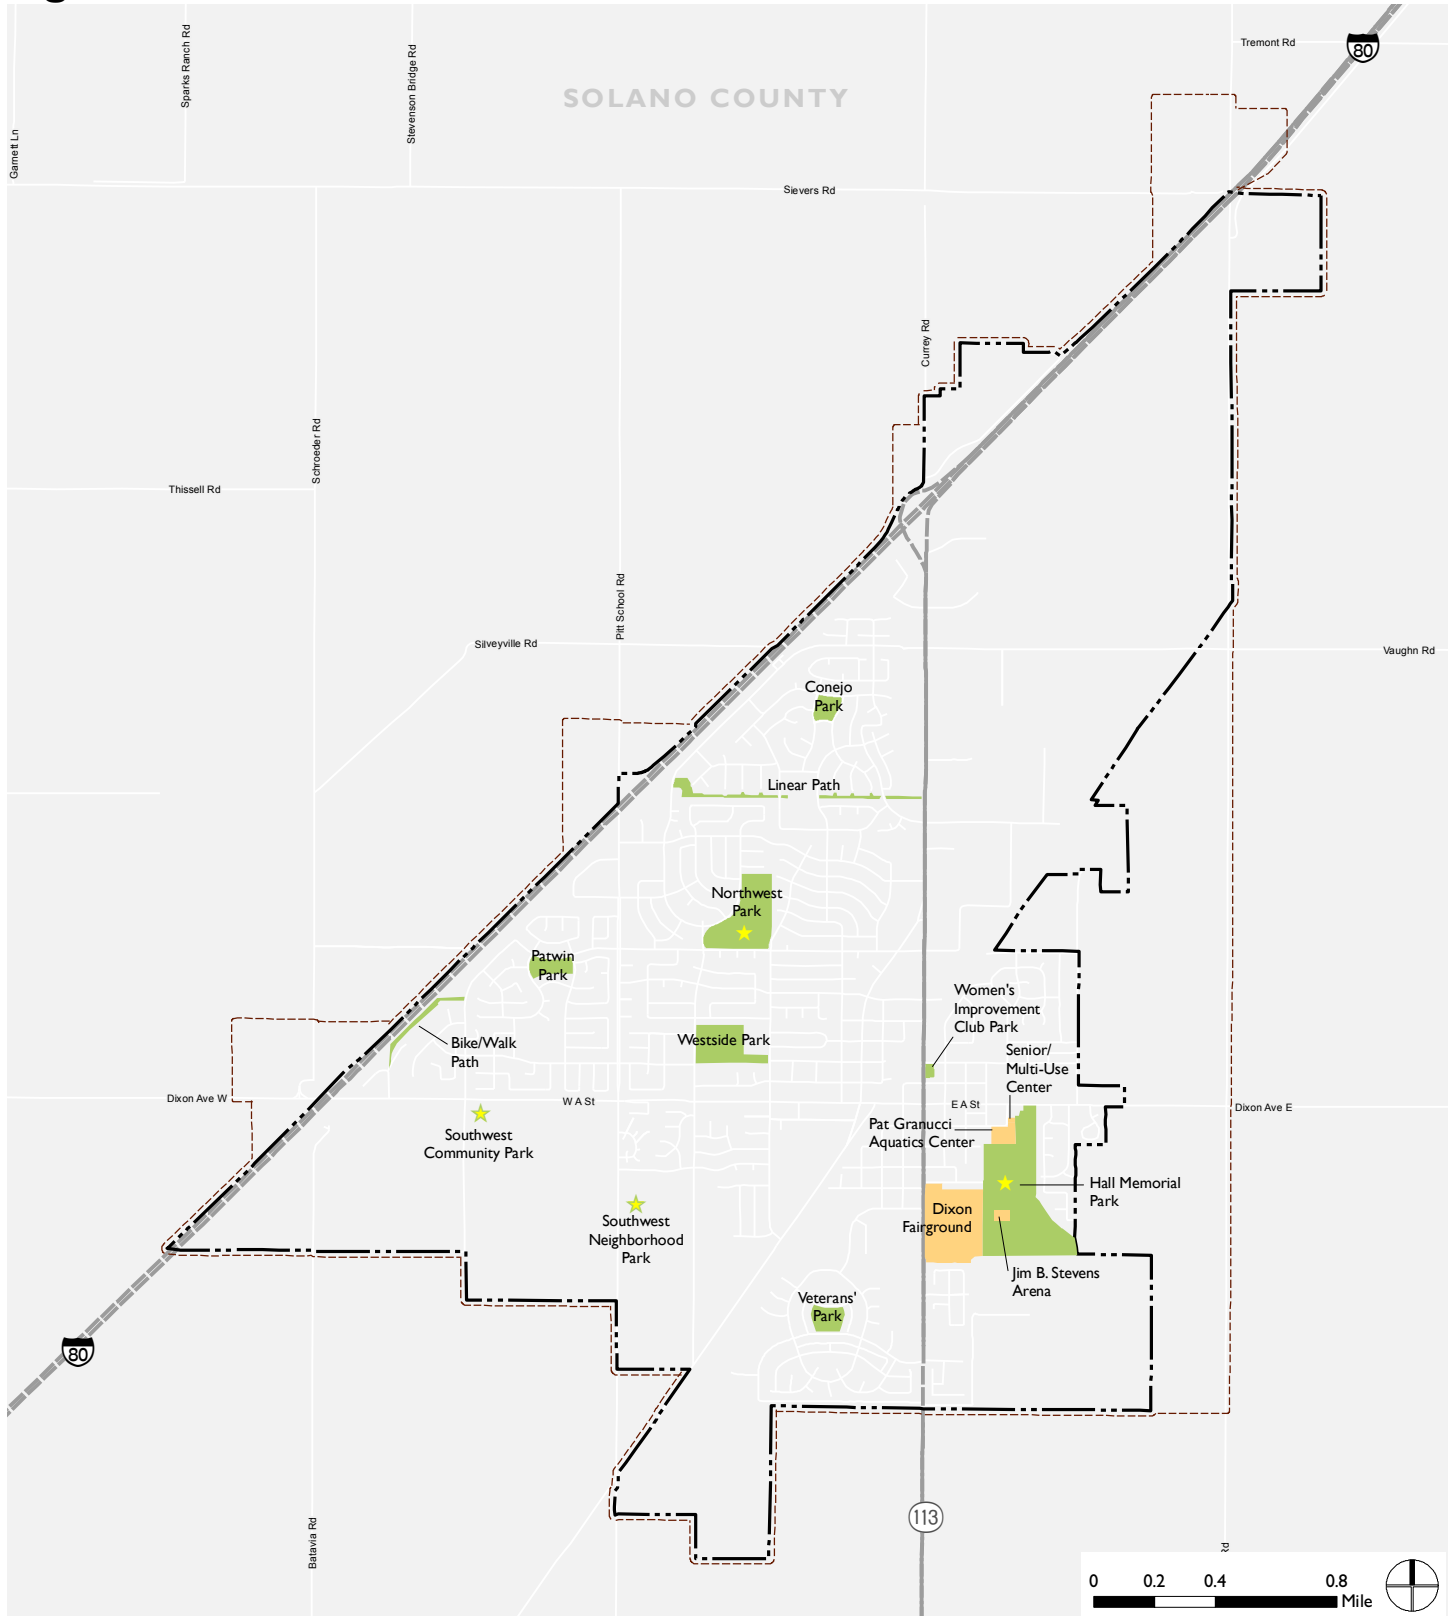 Tremont Rd
80
Sparks Ranch Rd
Stevenson Bridge Rd
SOLANO COUNTY
Garnett Ln
Sievers Rd
Currey Rd
Schroeder Rd
Thissell Rd
Pitt School Rd
Silveyville Rd
Vaughn Rd
Conejo
Park
Linear Path
Northwest
Park
Patwin
Park
Women's
Improvement
Club Park
Bike/Walk
Path
Westside Park
Senior/
Multi-Use
Center
Dixon Ave W
W A St
E A St
Dixon Ave E
Southwest
Community Park
Pat Granucci
Aquatics Center
Hall Memorial
Park
Southwest
Neighborhood
Park
Dixon
Fairground
Jim B. Stevens
Arena
Veterans'
Park
80
113
Batavia Rd
Rd
0 0.2 0.4 0.8
Mile